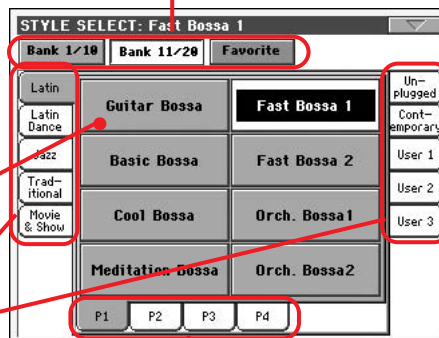 STYLE SELECT: Fast Bossa 1
Bank 1/10 Bank 11/20 Favorite
Latin
Latin
Dance
Jazz
Trad-
itional
Movie
& Show
Guitar Bossa Fast Bossa 1
Basic Bossa Fast Bossa 2
Cool Bossa Orch. Bossa1
Meditation Bossa Orch. Bossa2
Un-
plugged
Cont-
emporary
User 1
User 2
User 3
P1 P2 P3 P4